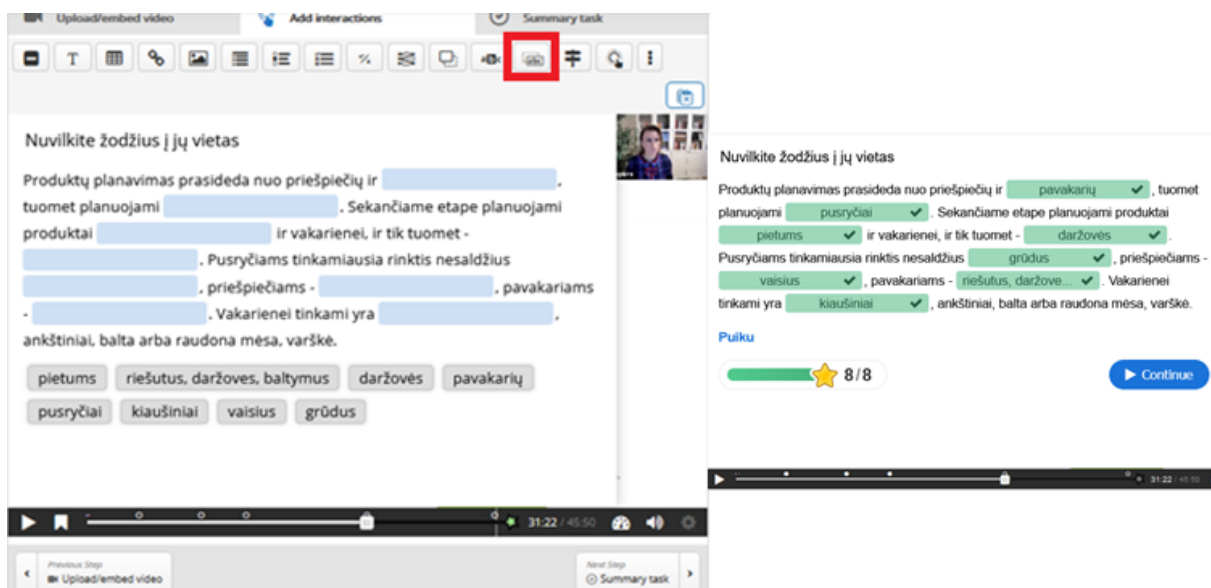 Upload/embed video
Add interactions
Summary task
T
Nuvilkite žodžius į jų vietas
Produktų planavimas prasideda nuo priešpiečių ir .
tuomet planuojami . Sekančiame etape planuojami
produktai ir vakarienei, ir tik tuomet -
. Pusryčiams tinkamiausia rinktis nesaldžius
, priešpiečiams - , pavakariams
- . Vakarienei tinkami yra ,
ankštiniai, balta arba raudona mėsa, varškė.
pietums riešutus, daržoves, baltymus daržovės pavakarių
pusryčiai kiaušiniai vaisius grūdus
31:22 / 45:50
Previous Step
Upload/embed video
Next Step
Summary task
Nuvilkite žodžius į jų vietas
Produktų planavimas prasideda nuo priešpiečių ir pavakarių , tuomet
planuojami pusryčiai . Sekančiame etape planuojami produktai
pietums ir vakarienei, ir tik tuomet - daržovės .
Pusryčiams tinkamiausia rinktis nesaldžius grūdus , priešpiečiams -
vaisius , pavakariams - riešutus, daržove... . Vakarienei
tinkami yra kiaušiniai , ankštiniai, balta arba raudona mėsa, varškė.
Puiku
8/8
Continue
31:22 / 45:50